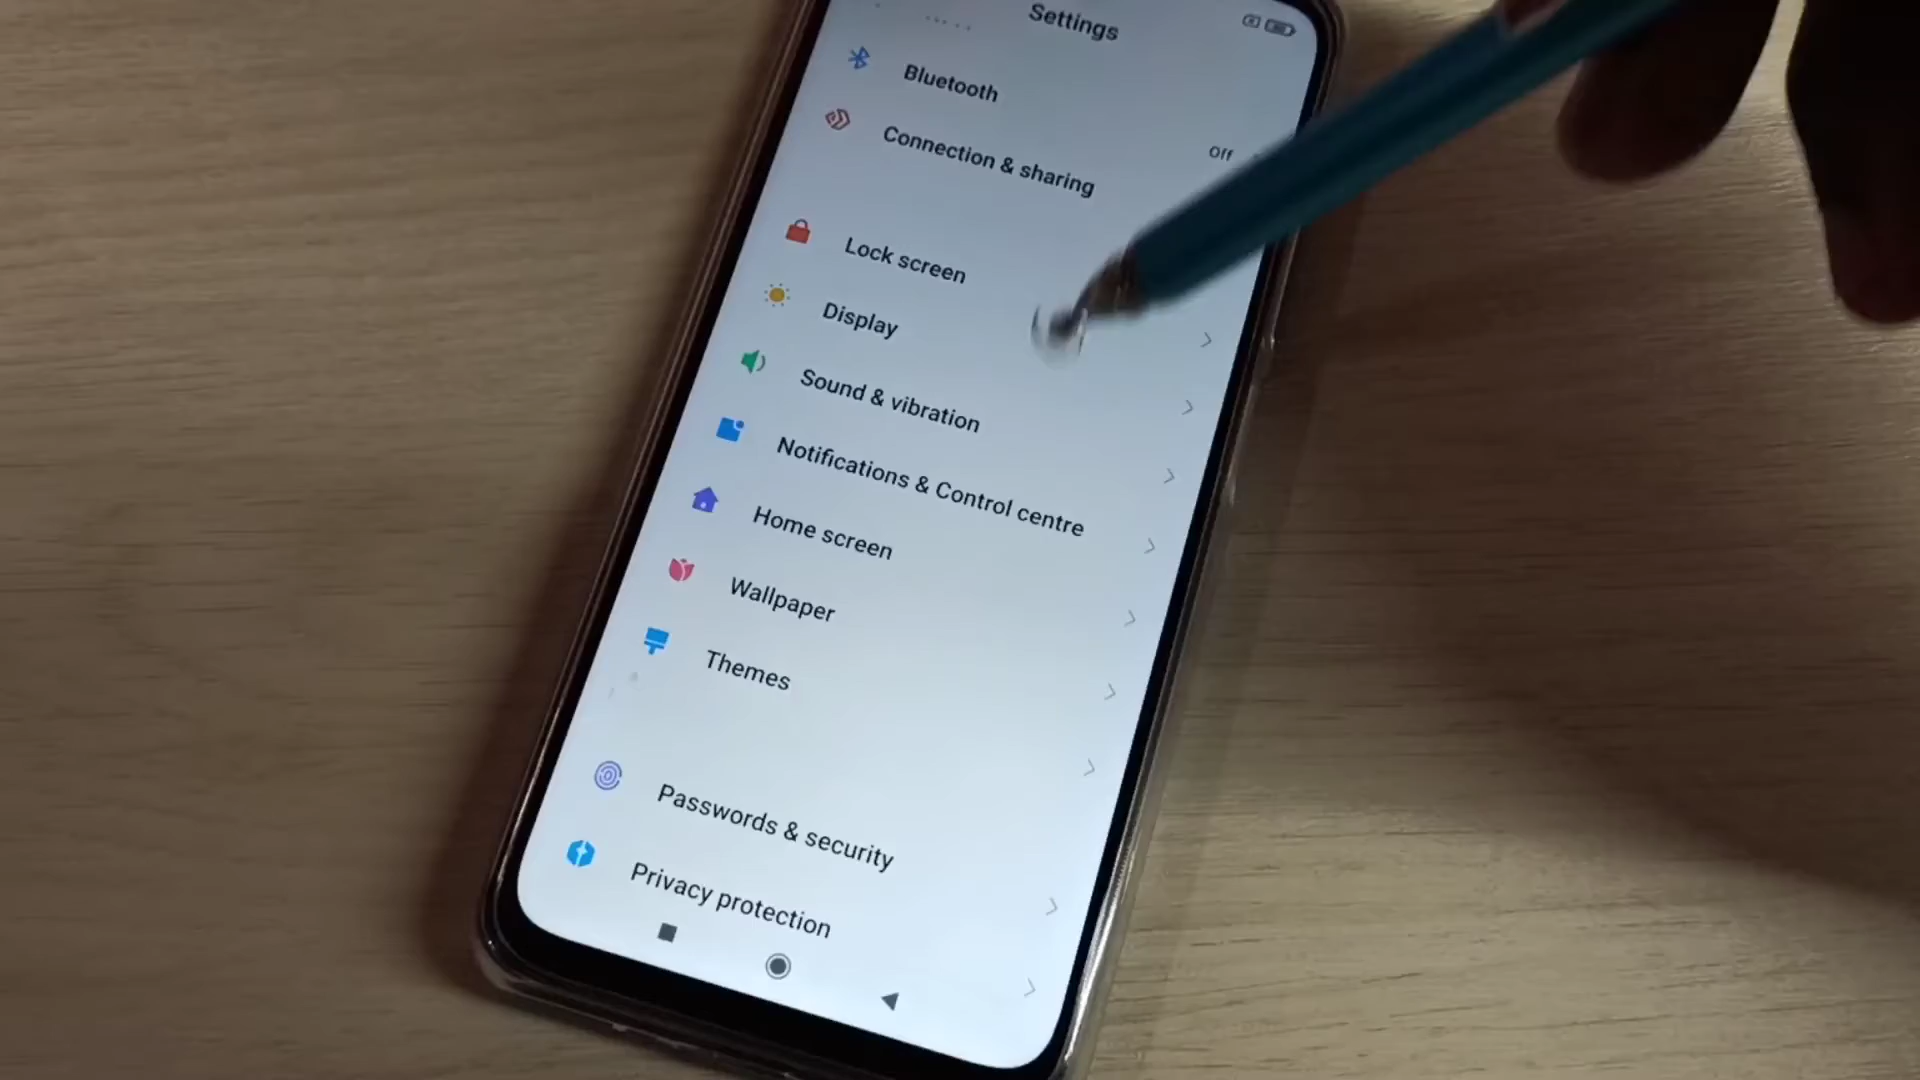 Settings
Bluetooth
Off
Connection & sharing
Lock screen
Display
Sound & vibration
Notifications & Control centre
Home screen
Wallpaper
Themes
Passwords & security
Privacy protection